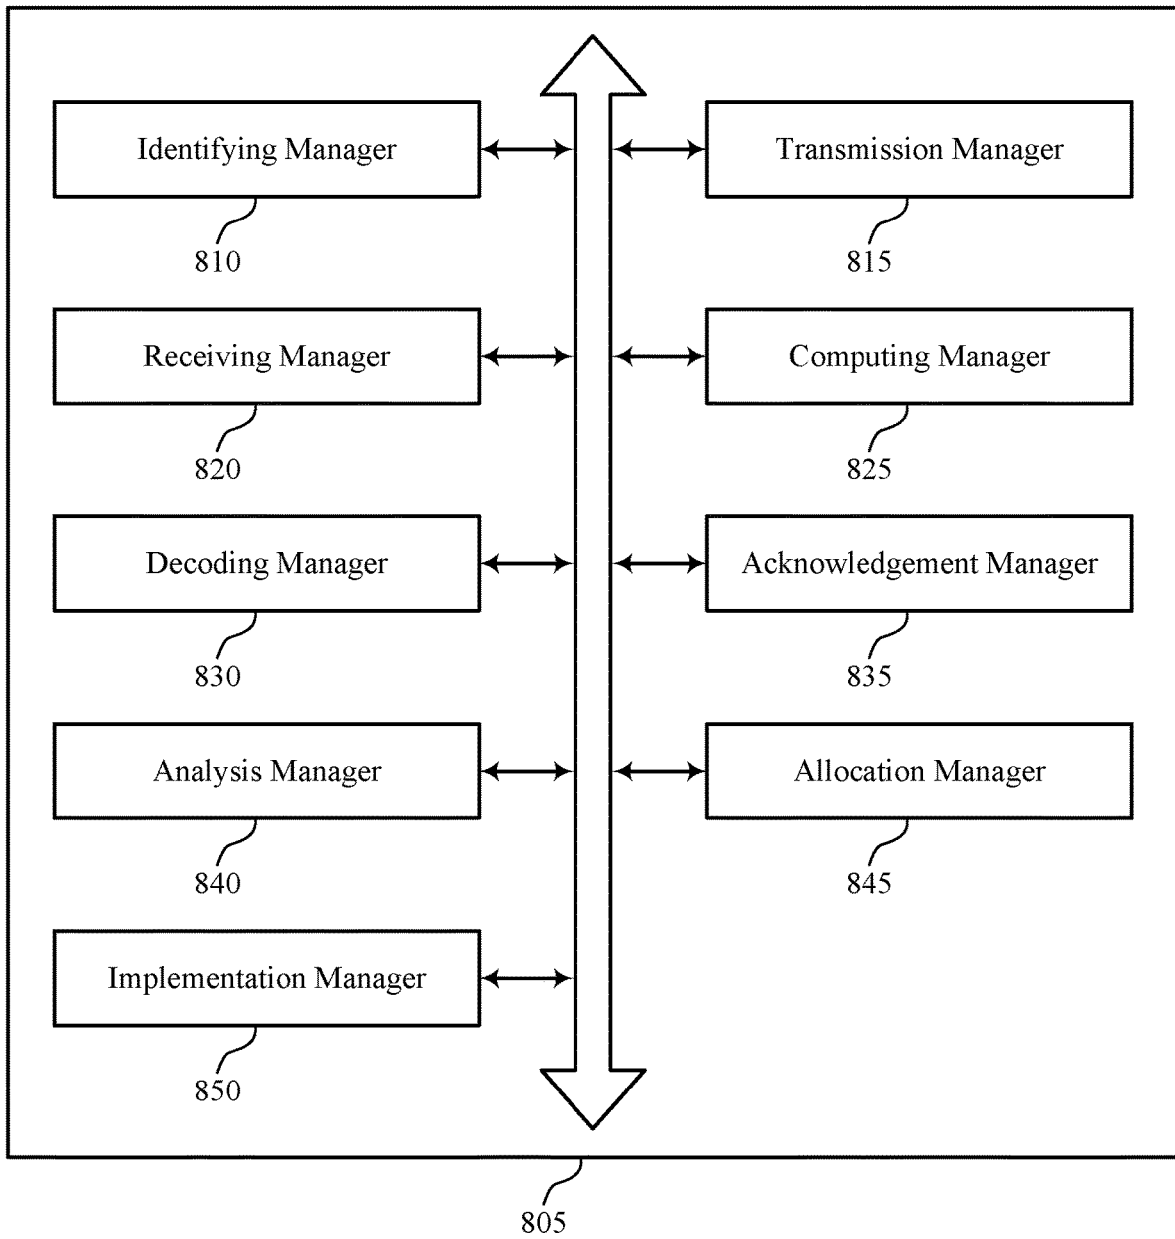 Identifying Manager
Transmission Manager
810
815
Receiving Manager
Computing Manager
820
825
Decoding Manager
Acknowledgement Manager
830
835
Analysis Manager
Allocation Manager
840
845
Implementation Manager
850
805